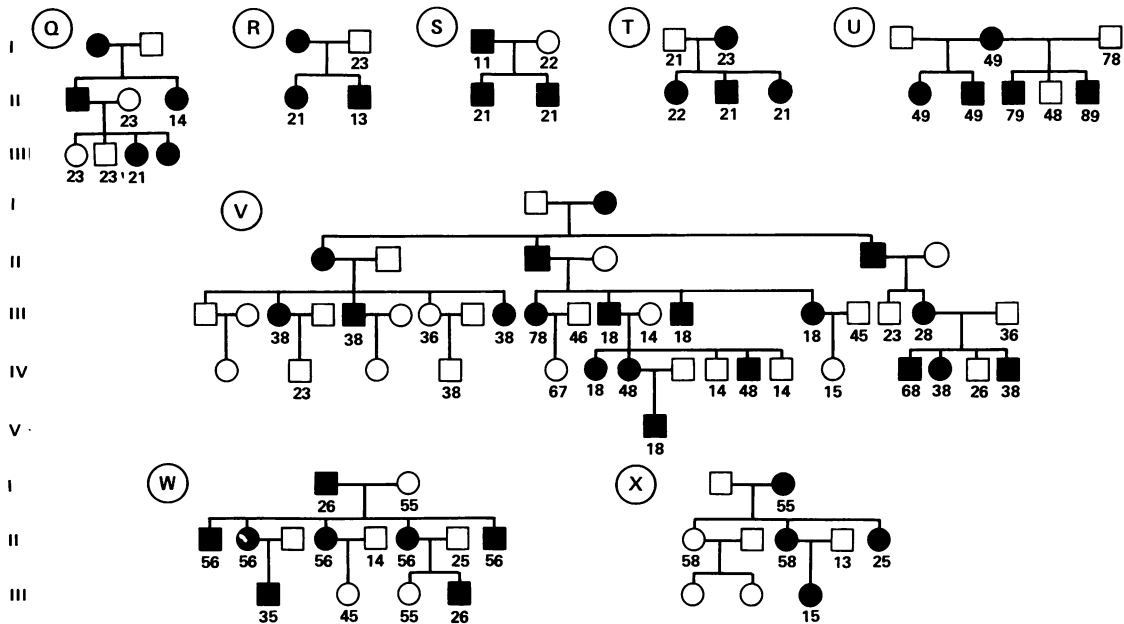 Q R S T U
I
23 11 22 21 23 49 78
II
23 14 21 13 21 21 22 21 21 49 49 79 48 89
III
23 23 21
V
I
II
III
38 38 36 38 78 46 18 14 18 18 45 23 28 36
IV
23 38 67 18 48 14 48 14 15 68 38 26 38
V
18
W X
I
26 55 55
II
56 56 56 14 56 25 56 58 58 13 25
III
35 45 55 26 15